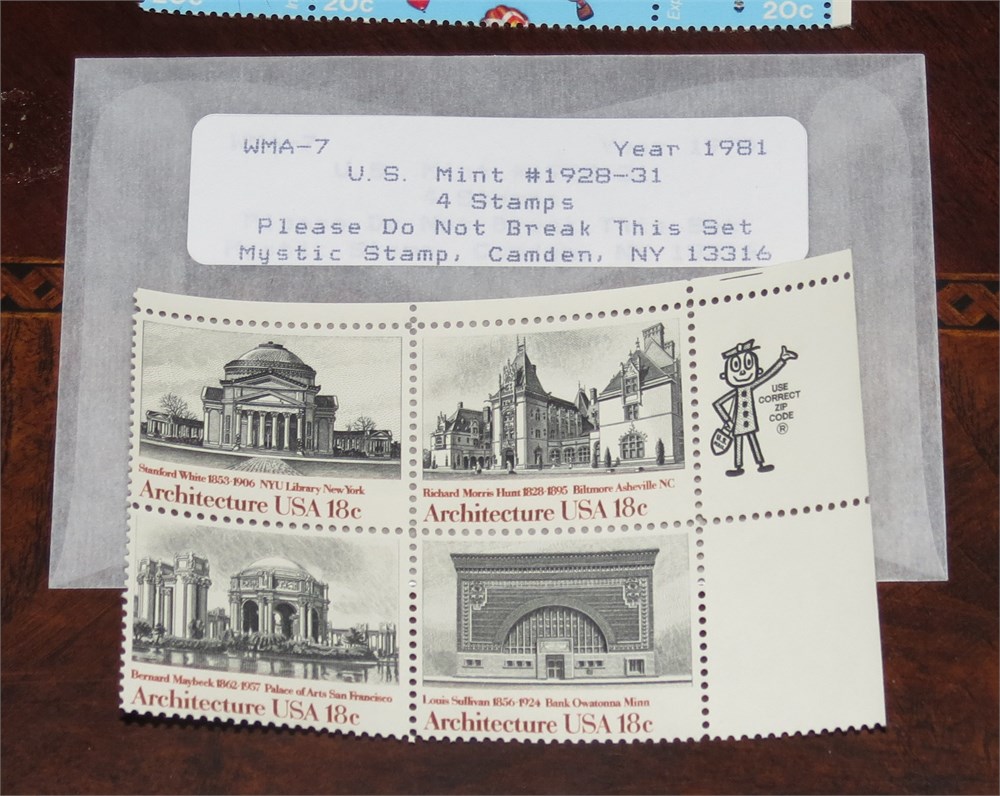 20c
20c
Exp
20c
WMA-7 Year 1981
U.S. Mint #1928-31
4 Stamps
Please Do Not Break This Set
Mystic Stamp, Camden, NY 13316
Stanford White 1853-1906 NYU Library New York
Architecture USA 18c
Richard Morris Hunt 1828-1895 Biltmore Asheville NC
Architecture USA 18c
USE
CORRECT
ZIP
CODE
®
Bernard Maybeck 1862-1957 Palace of Arts San Francisco
Architecture USA 18c
Louis Sullivan 1856-1924 Bank Owatonna Minn
Architecture USA 18c